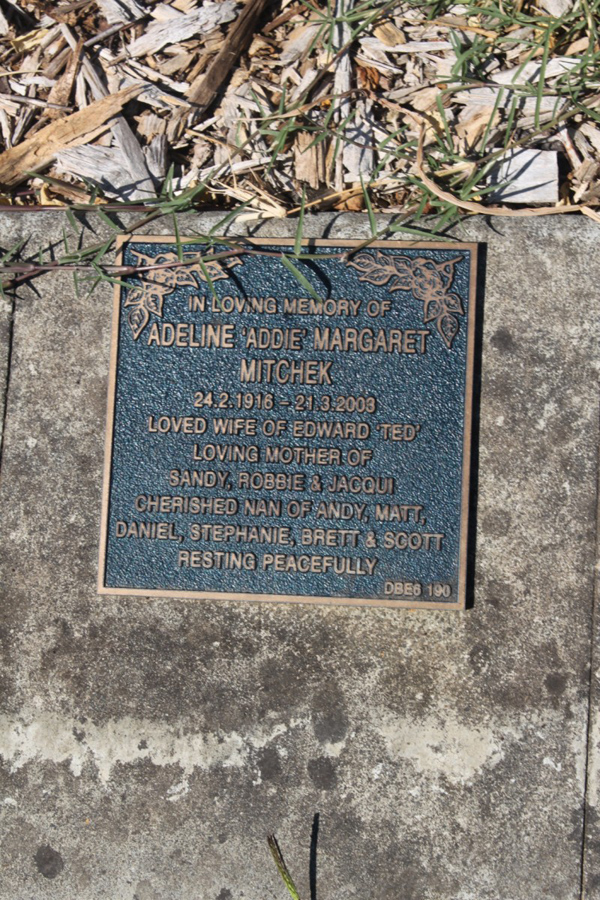 IN LOVING MEMORY OF
ADELINE 'ADDIE' MARGARET
MITCHEK
24.2.1916 - 21.3.2008
LOVED WIFE OF EDWARD 'TED'
LOVING MOTHER OF
SANDY, ROBBIE & JACQUI
CHERISHED NAN OF ANDY, MATT,
DANIEL, STEPHANIE, BRETT & SCOTT
RESTING PEACEFULLY
DBE6 190